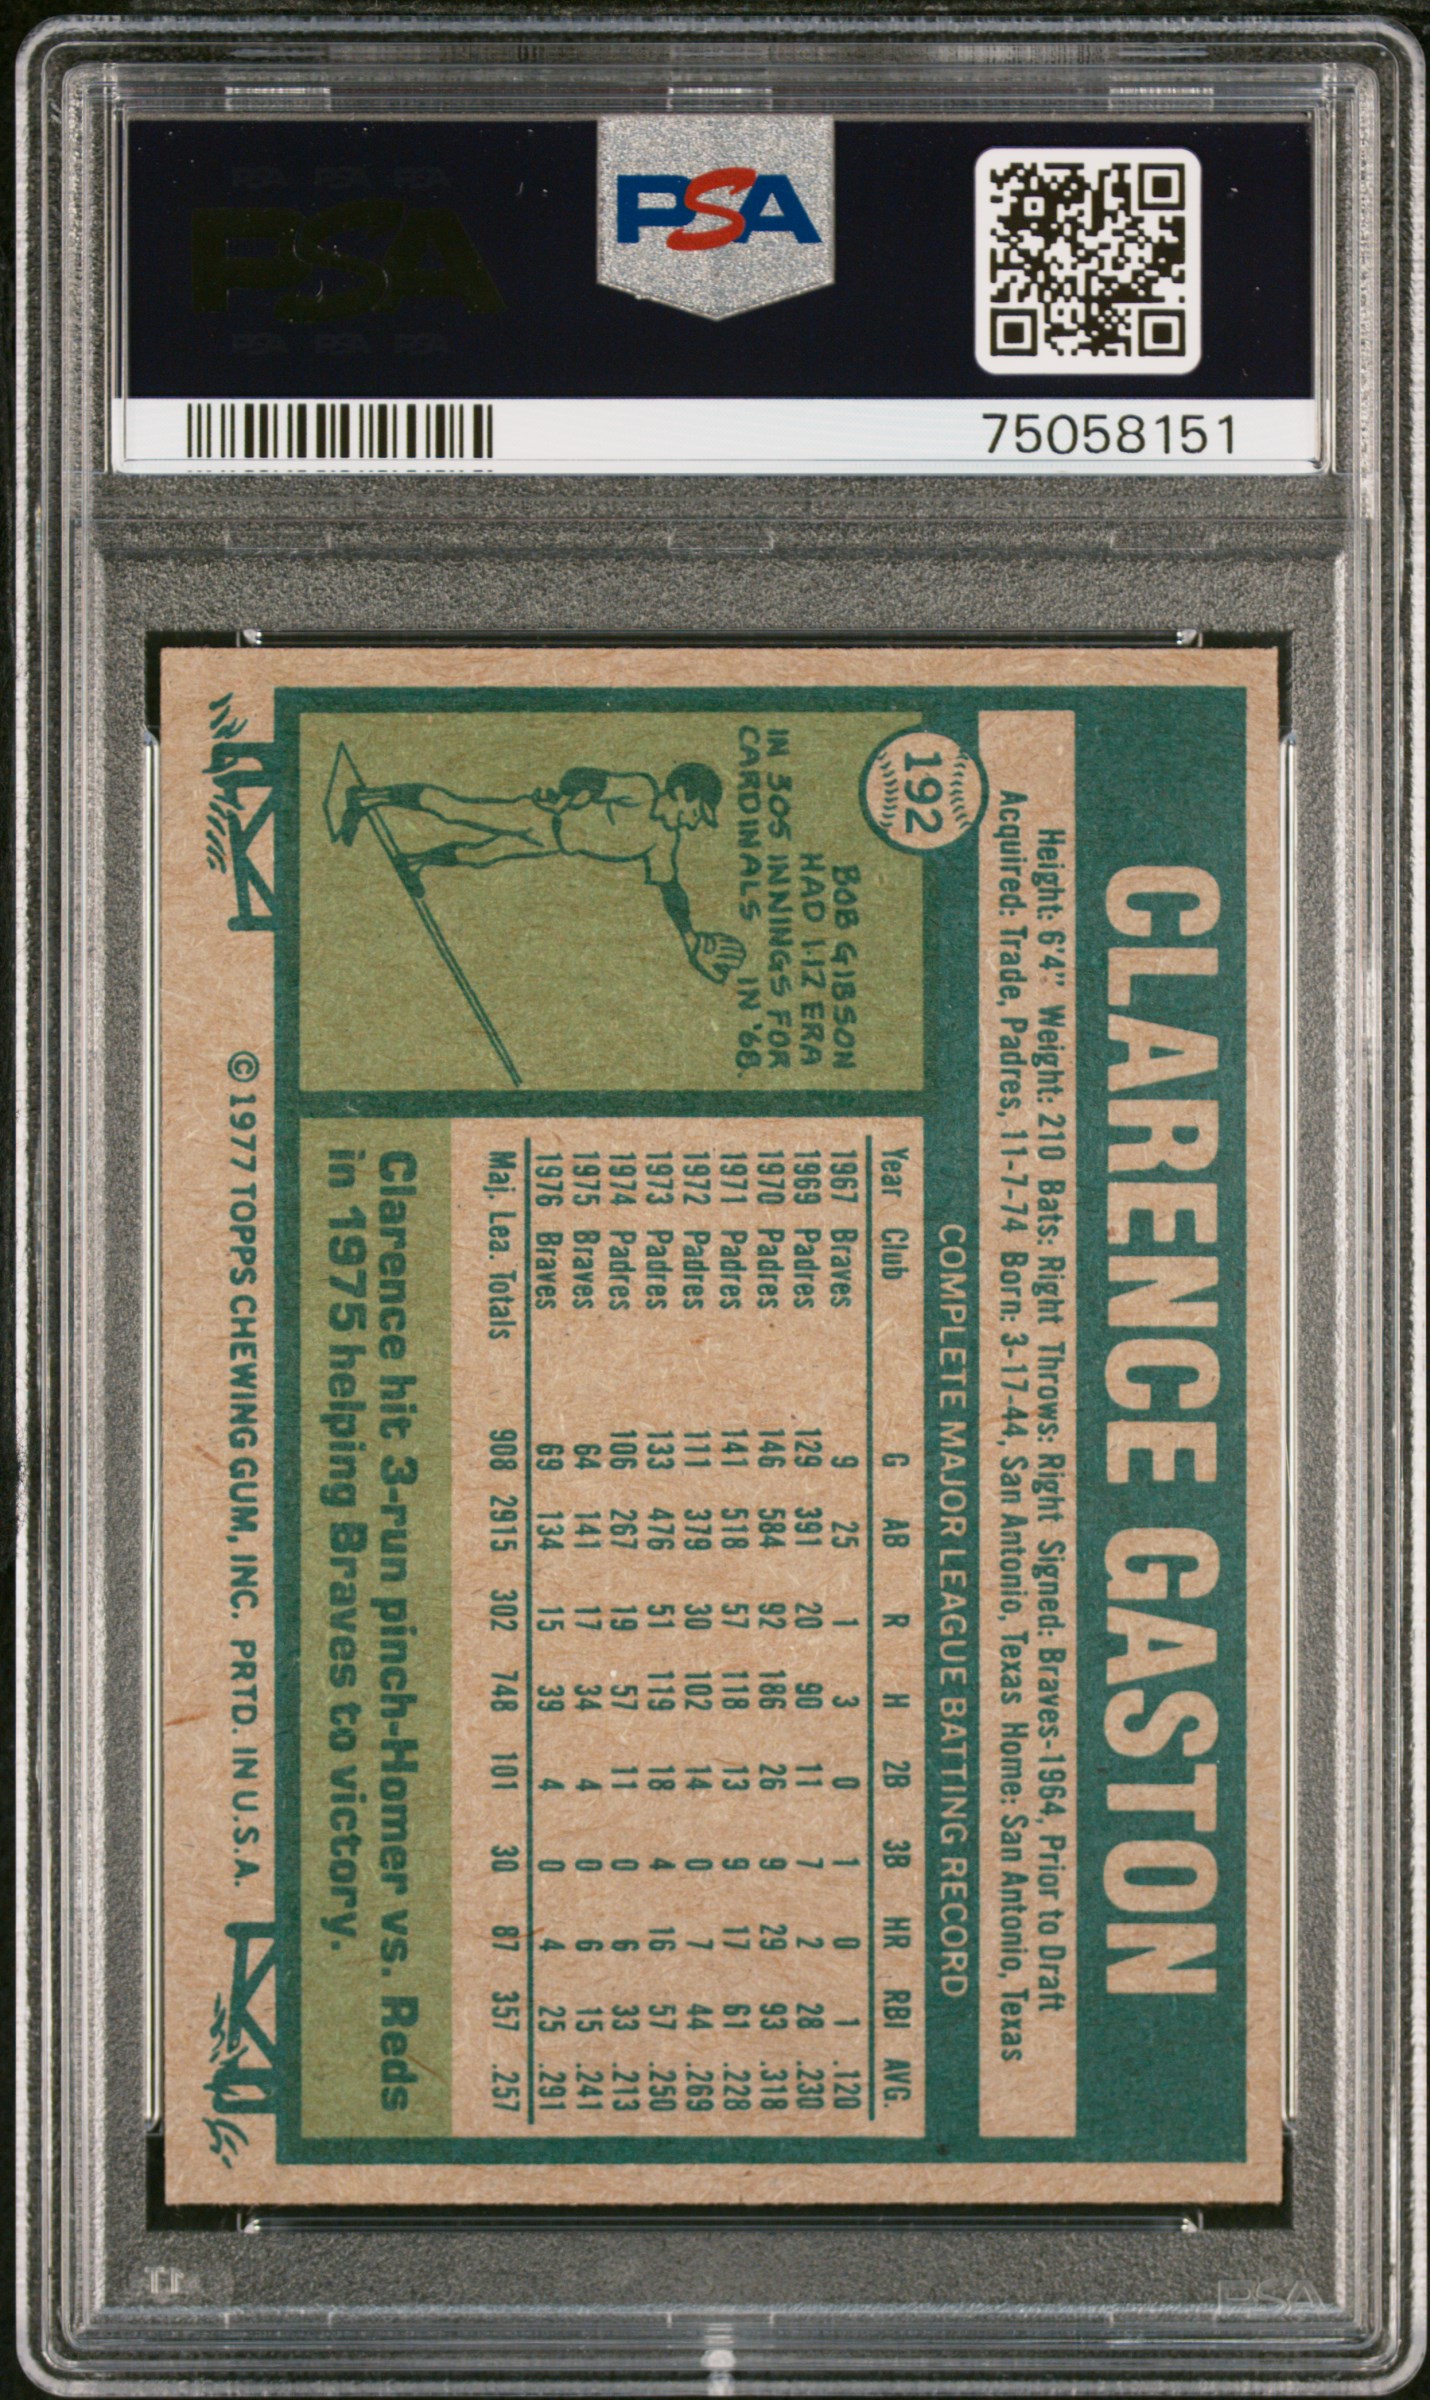 PSA PSA PSA
PSA
PSA PSA PSA
PSA
75058151
192
CLARENCE GASTON
Height: 6'4" Weight: 210 Bats: Right Throws: Right Signed: Braves-1964, Prior to Draft
Acquired: Trade, Padres, 11-7-74 Born: 3-17-44, San Antonio, Texas Home: San Antonio, Texas
COMPLETE MAJOR LEAGUE BATTING RECORD
BOB GIBSON
HAD 1.12 ERA
IN 305 INNINGS FOR
CARDINALS IN '68.
Year Club G AB R H 2B 3B HR RBI AVG.
1967 Braves 9 25 1 3 0 1 0 1 .120
1969 Padres 129 391 20 90 11 7 2 28 .230
1970 Padres 146 584 92 186 26 9 29 93 .318
1971 Padres 141 518 57 118 13 9 17 61 .228
1972 Padres 111 379 30 102 14 0 7 44 .269
1973 Padres 133 476 51 119 18 4 16 57 .250
1974 Padres 106 267 19 57 11 0 6 33 .213
1975 Braves 64 141 17 34 4 0 6 15 .241
1976 Braves 69 134 15 39 4 0 4 25 .291
Maj. Lea. Totals 908 2915 302 748 101 30 87 357 .257
Clarence hit 3-run pinch-Homer vs. Reds
in 1975 helping Braves to victory.
© 1977 TOPPS CHEWING GUM, INC. PRTD. IN U.S.A.
PSA